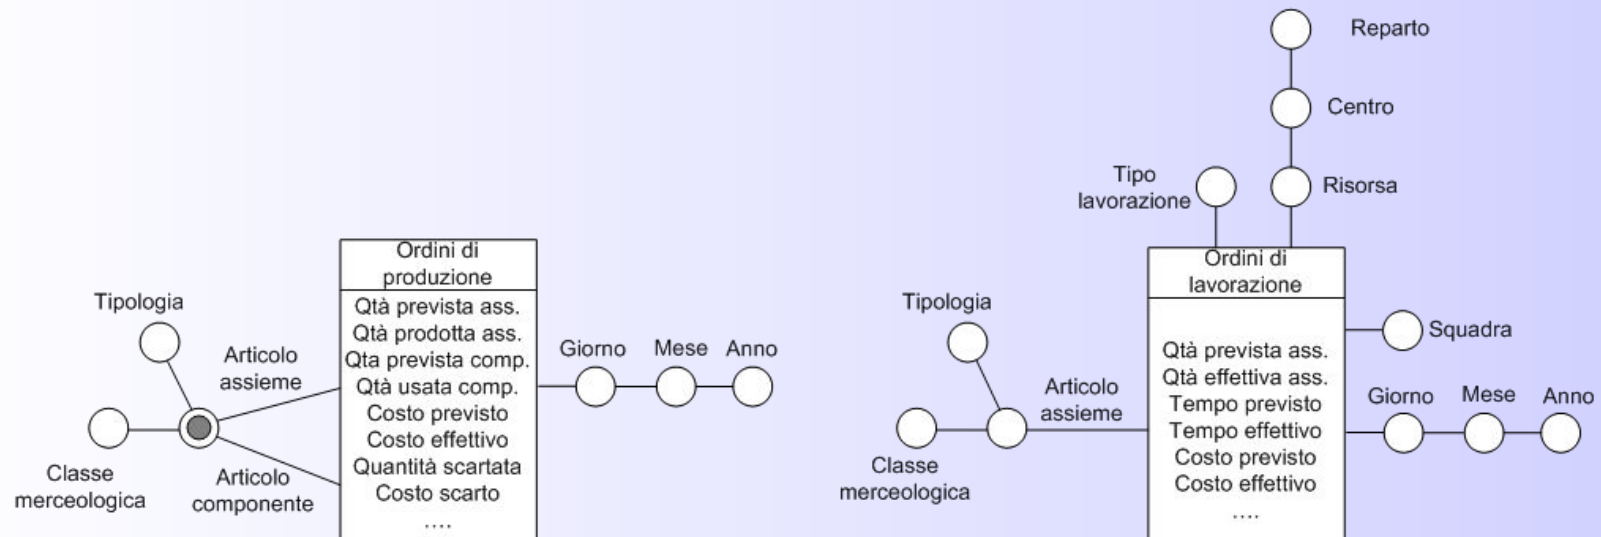 Tipologia
Articolo
assieme
Classe
merceologica
Articolo
componente
Ordini di
produzione
Qtà prevista ass.
Qtà prodotta ass.
Qta prevista comp.
Qtà usata comp.
Costo previsto
Costo effettivo
Quantità scartata
Costo scarto
....
Giorno
Mese
Anno
Reparto
Centro
Risorsa
Tipo
lavorazione
Tipologia
Articolo
assieme
Classe
merceologica
Ordini di
lavorazione
Qtà prevista ass.
Qtà effettiva ass.
Tempo previsto
Tempo effettivo
Costo previsto
Costo effettivo
....
Squadra
Giorno
Mese
Anno